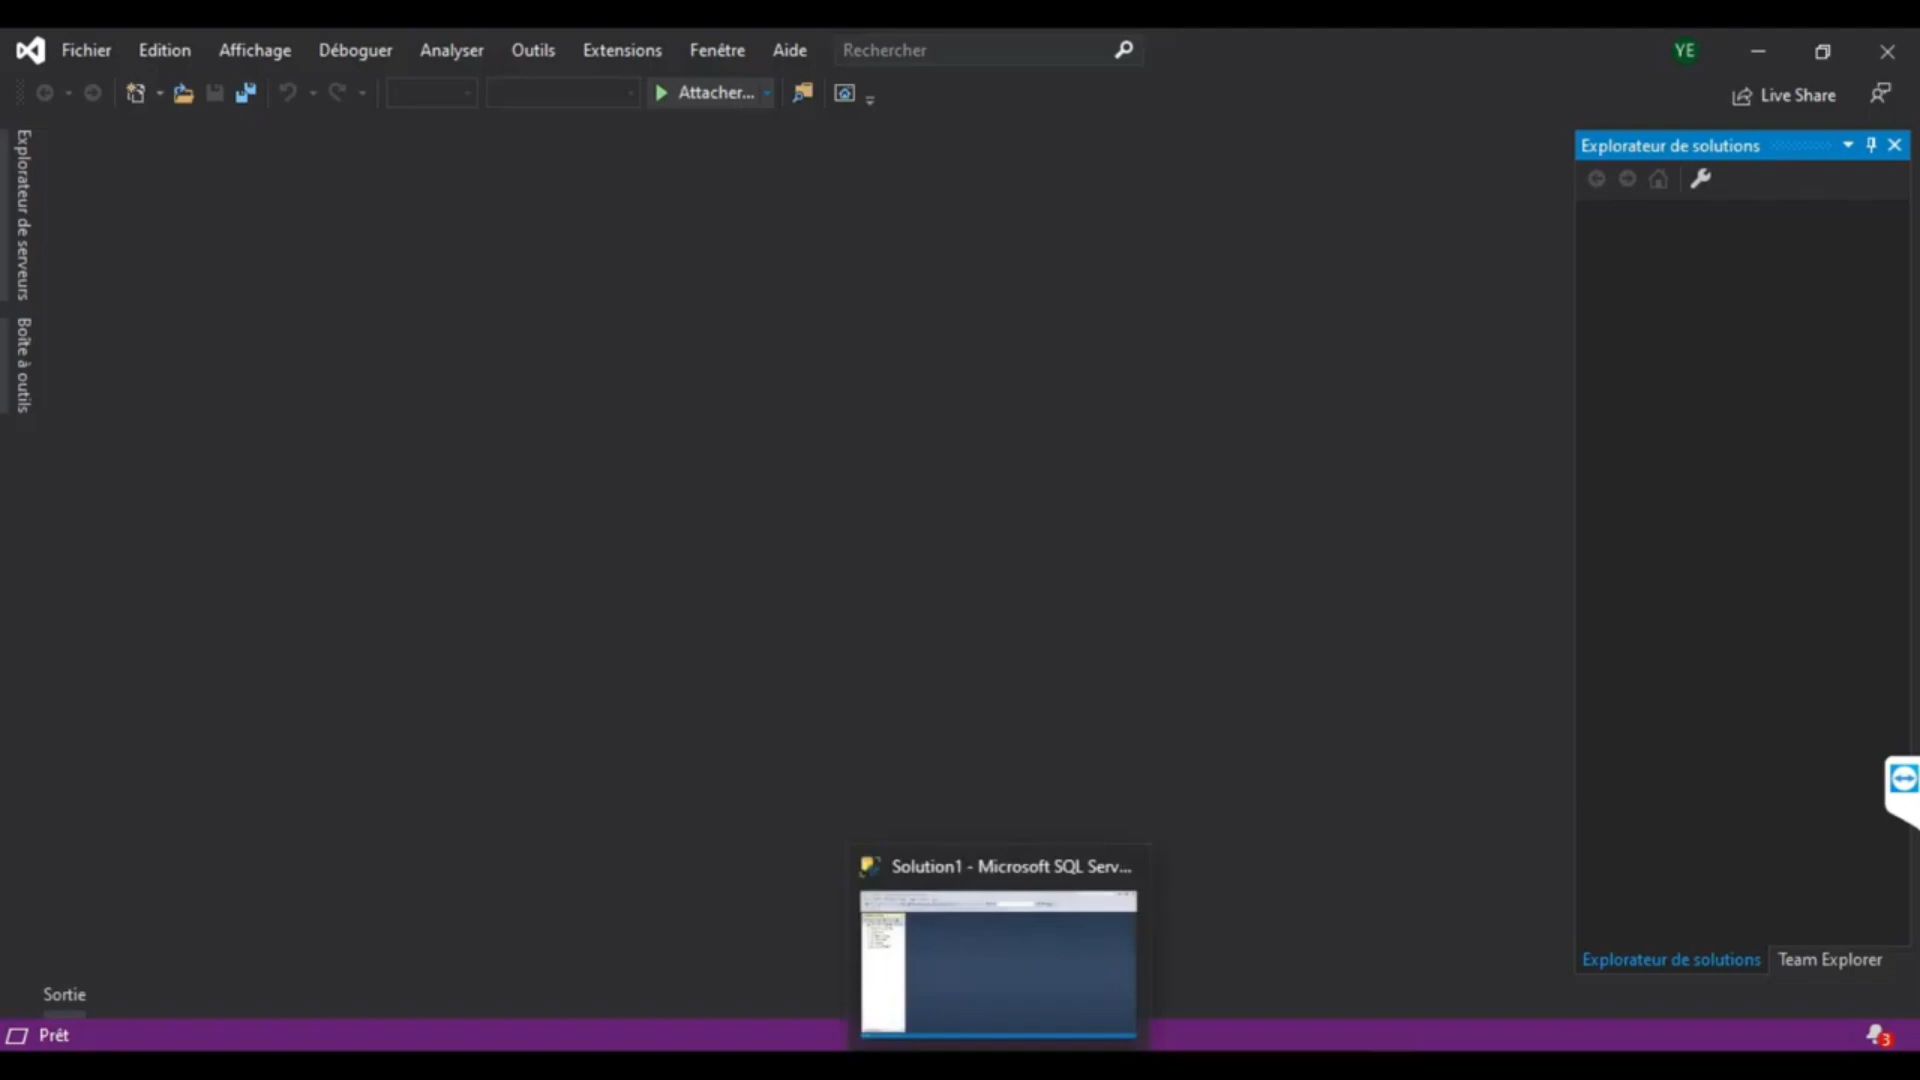 Fichier Edition Affichage Déboguer Analyser Outils Extensions Fenêtre Aide Rechercher YE
Attacher... Live Share
Explorateur de serveurs
Boîte à outils
Explorateur de solutions
Solution1 - Microsoft SQL Serv...
Explorateur de solutions Team Explorer
Sortie
Prêt 3